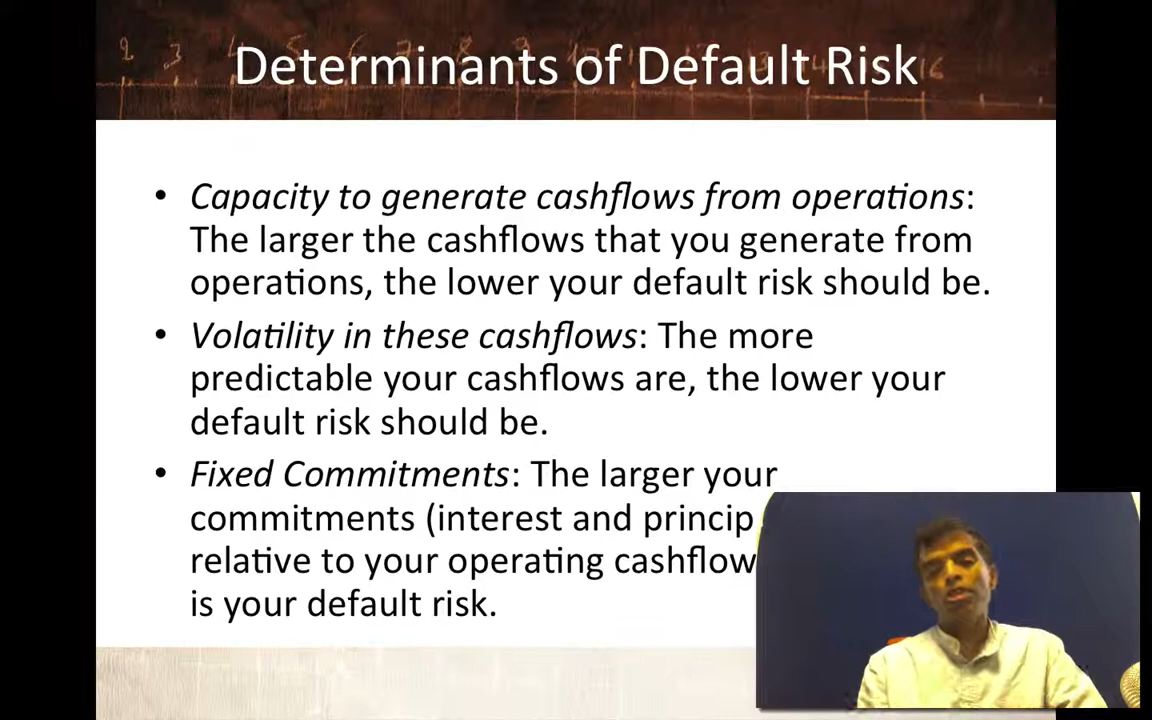 Determinants of Default Risk
• Capacity to generate cashflows from operations:
The larger the cashflows that you generate from
operations, the lower your default risk should be.
• Volatility in these cashflows: The more
predictable your cashflows are, the lower your
default risk should be.
• Fixed Commitments: The larger your
commitments (interest and princip
relative to your operating cashflow
is your default risk.